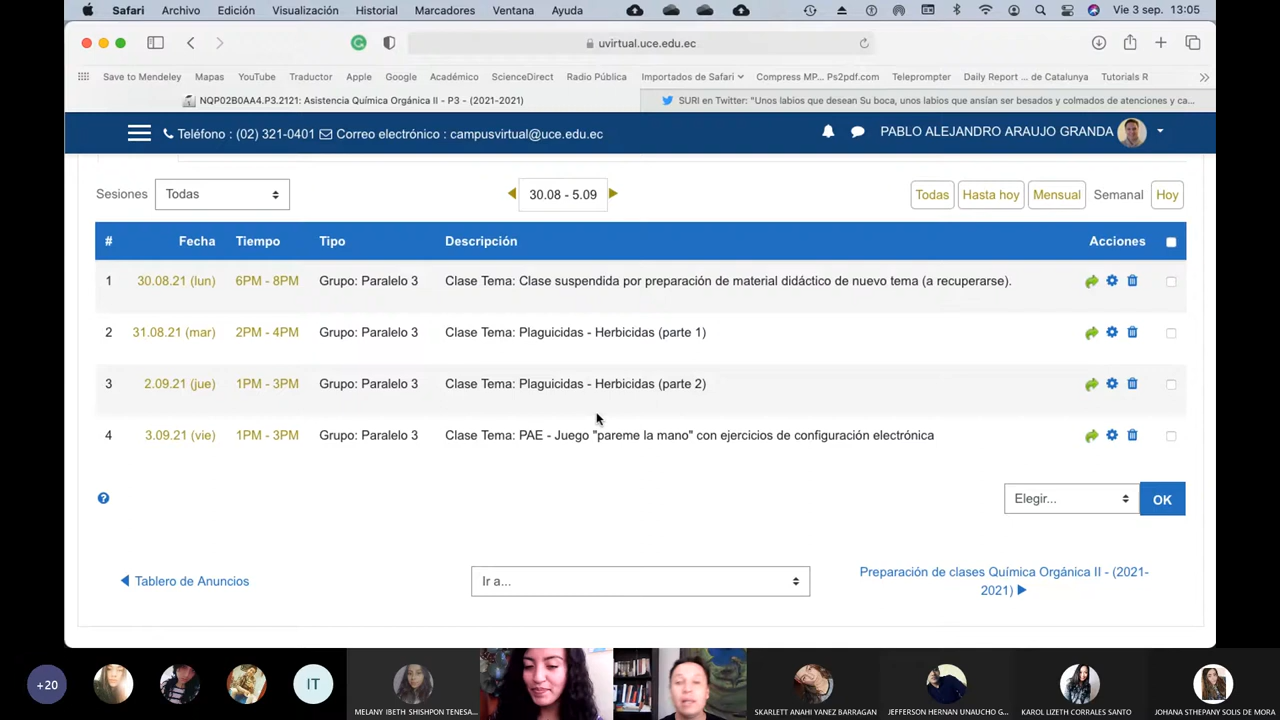 Safari Archivo Edición Visualización Historial Marcadores Ventana Ayuda Vie 3 sep. 13:05
uvirtual.uce.edu.ec
Save to Mendeley Mapas YouTube Traductor Apple Google Académico ScienceDirect Radio Pública Importados de Safari Compress MP... Ps2pdf.com Teleprompter Daily Report ... de Catalunya Tutorials R
NQP02B0AA4.P3.2121: Asistencia Química Orgánica II - P3 - (2021-2021) SURI en Twitter: "Unos labios que desean Su boca, unos labios que ansían ser besados y colmados de atenciones y ca...
Teléfono : (02) 321-0401 Correo electrónico : campusvirtual@uce.edu.ec PABLO ALEJANDRO ARAUJO GRANDA
Sesiones Todas 30.08 - 5.09 Todas Hasta hoy Mensual Semanal Hoy
# Fecha Tiempo Tipo Descripción Acciones
1 30.08.21 (lun) 6PM - 8PM Grupo: Paralelo 3 Clase Tema: Clase suspendida por preparación de material didáctico de nuevo tema (a recuperarse).
2 31.08.21 (mar) 2PM - 4PM Grupo: Paralelo 3 Clase Tema: Plaguicidas - Herbicidas (parte 1)
3 2.09.21 (jue) 1PM - 3PM Grupo: Paralelo 3 Clase Tema: Plaguicidas - Herbicidas (parte 2)
4 3.09.21 (vie) 1PM - 3PM Grupo: Paralelo 3 Clase Tema: PAE - Juego "pareme la mano" con ejercicios de configuración electrónica
Elegir... OK
Tablero de Anuncios Ir a... Preparación de clases Química Orgánica II - (2021-
2021)
+20 IT
MELANY IBETH SHISHPON TENESA... SKARLETT ANAHI YANEZ BARRAGAN JEFFERSON HERNAN UNAUCHO G... KAROL LIZETH CORRALES SANTO JOHANA STHEPANY SOLIS DE MORA